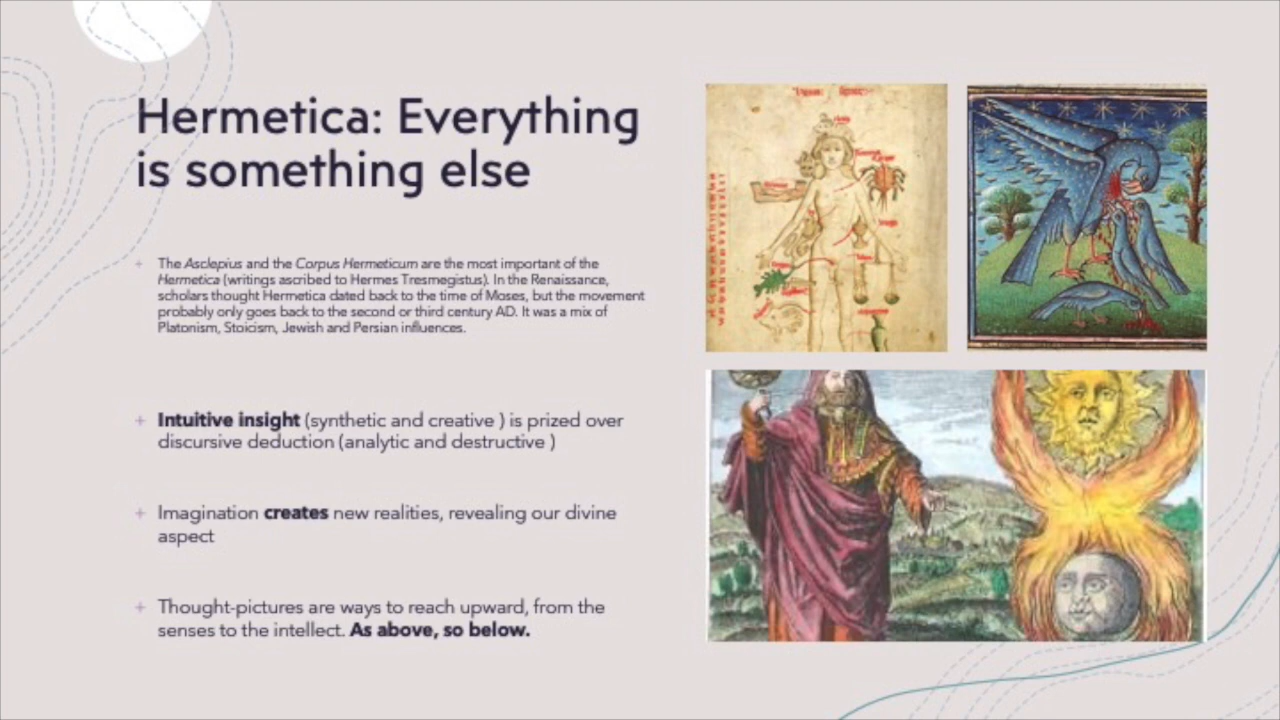 Hermetica: Everything
is something else
+ The Asclepius and the Corpus Hermeticum are the most important of the
Hermetica (writings ascribed to Hermes Tresmegistus). In the Renaissance,
scholars thought Hermetica dated back to the time of Moses, but the movement
probably only goes back to the second or third century AD. It was a mix of
Platonism, Stoicism, Jewish and Persian influences.
+ Intuitive insight (synthetic and creative ) is prized over
discursive deduction (analytic and destructive )
+ Imagination creates new realities, revealing our divine
aspect
+ Thought-pictures are ways to reach upward, from the
senses to the intellect. As above, so below.